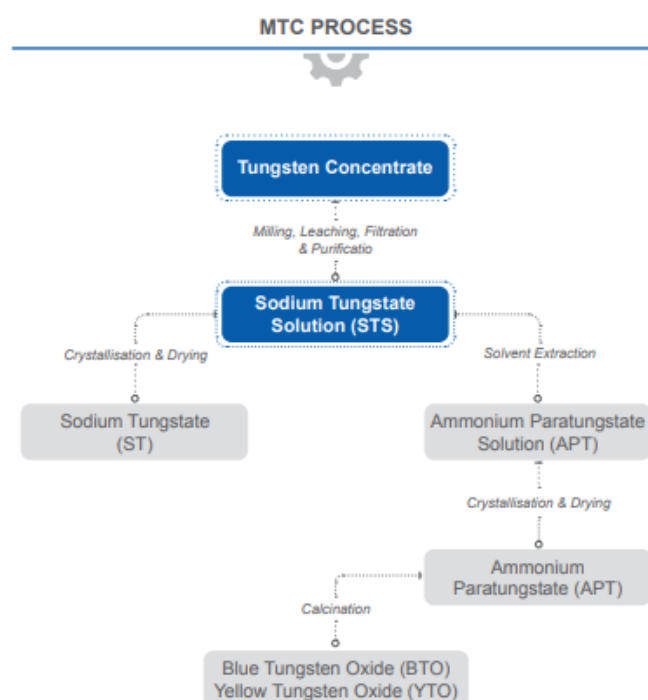 MTC PROCESS
Tungsten Concentrate
Milling, Leaching, Filtration
& Purificatio
Sodium Tungstate
Solution (STS)
Crystallisation & Drying
Solvent Extraction
Sodium Tungstate
(ST)
Ammonium Paratungstate
Solution (APT)
Crystallisation & Drying
Ammonium
Paratungstate (APT)
Calcination
Blue Tungsten Oxide (BTO)
Yellow Tungsten Oxide (YTO)